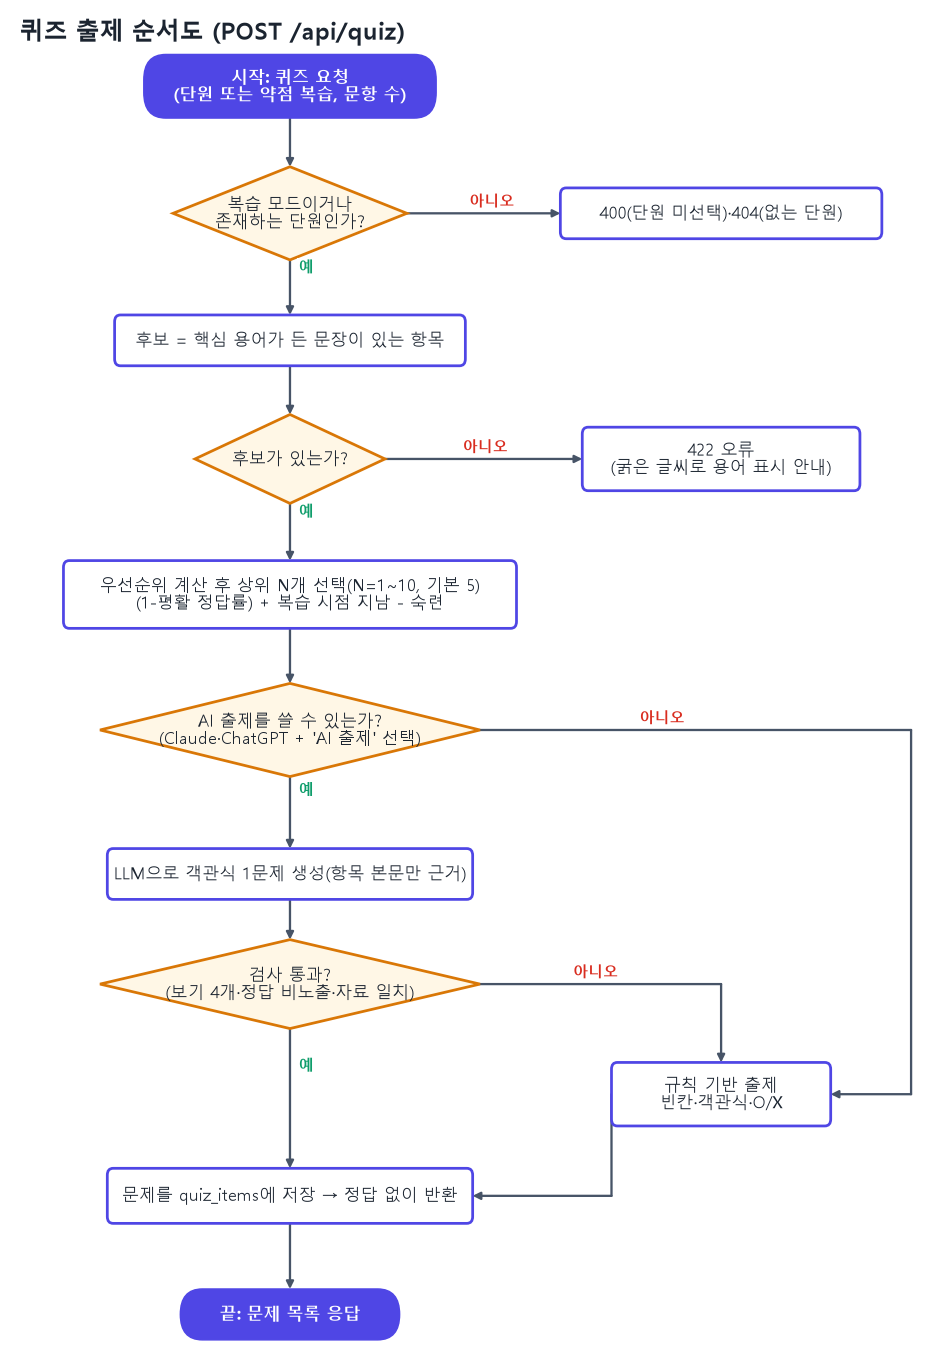 퀴즈 출제 순서도 (POST /api/quiz)
시작: 퀴즈 요청
(단원 또는 약점 복습, 문항 수)
복습 모드이거나
존재하는 단원인가?
아니오
400(단원 미선택)·404(없는 단원)
예
후보 = 핵심 용어가 든 문장이 있는 항목
후보가 있는가?
아니오
422 오류
(굵은 글씨로 용어 표시 안내)
예
우선순위 계산 후 상위 N개 선택(N=1~10, 기본 5)
(1-평활 정답률) + 복습 시점 지남 - 숙련
AI 출제를 쓸 수 있는가?
(Claude·ChatGPT + 'AI 출제' 선택)
아니오
예
LLM으로 객관식 1문제 생성(항목 본문만 근거)
검사 통과?
(보기 4개·정답 비노출·자료 일치)
아니오
예
규칙 기반 출제
빈칸·객관식·O/X
문제를 quiz_items에 저장 → 정답 없이 반환
끝: 문제 목록 응답